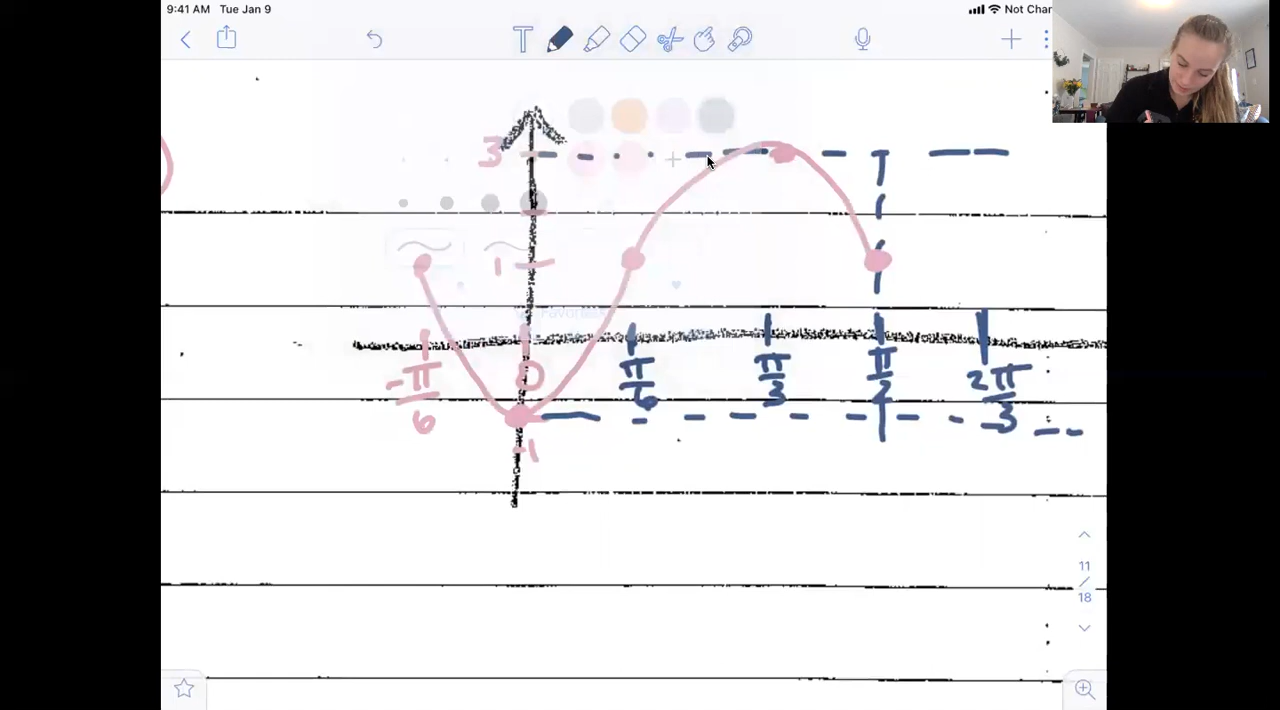 9:41 AM Tue Jan 9
Not Char
T
3
1
Favorites
-π/6
0
π/6
π/3
π/2
2π/3
-1
11
/
18